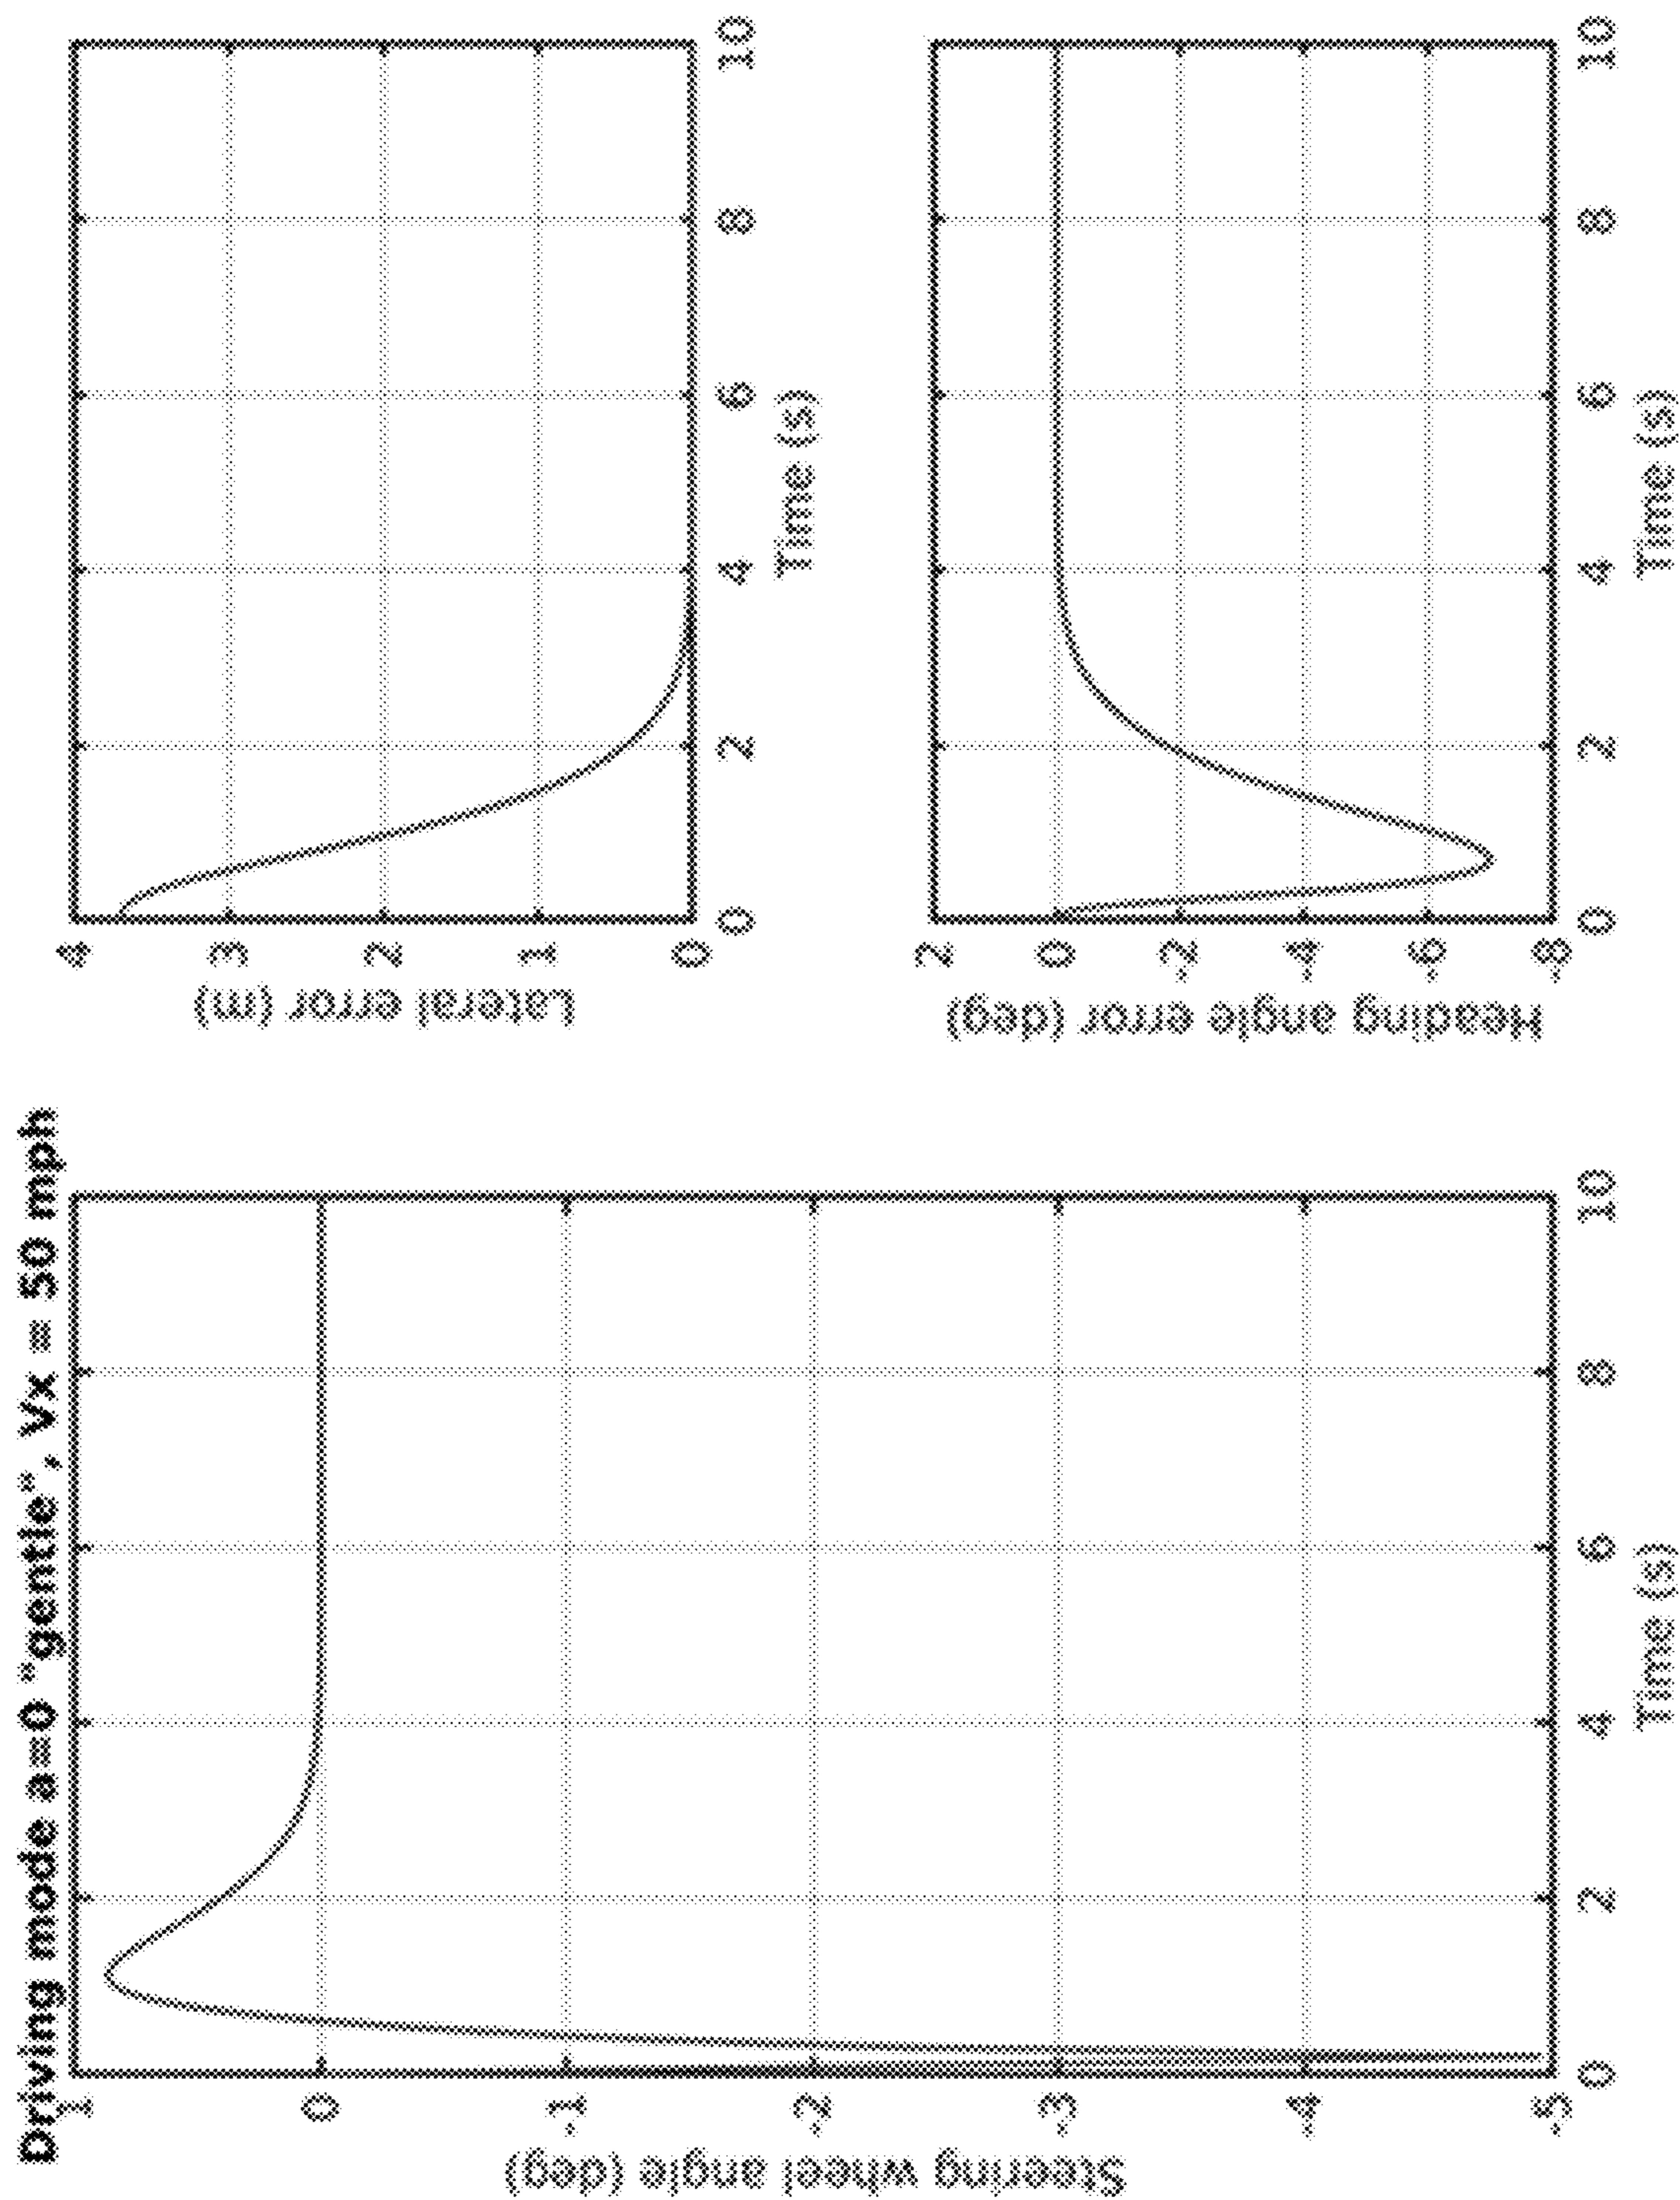 Driving mode a=0 "gentle", Vx = 50 mph
Steering wheel angle (deg)
1
0
-1
-2
-3
-4
-5
0 2 4 6 8 10
Time (s)
Lateral error (m)
4
3
2
1
0
0 2 4 6 8 10
Time (s)
Heading angle error (deg)
2
0
-2
-4
-6
-8
0 2 4 6 8 10
Time (s)